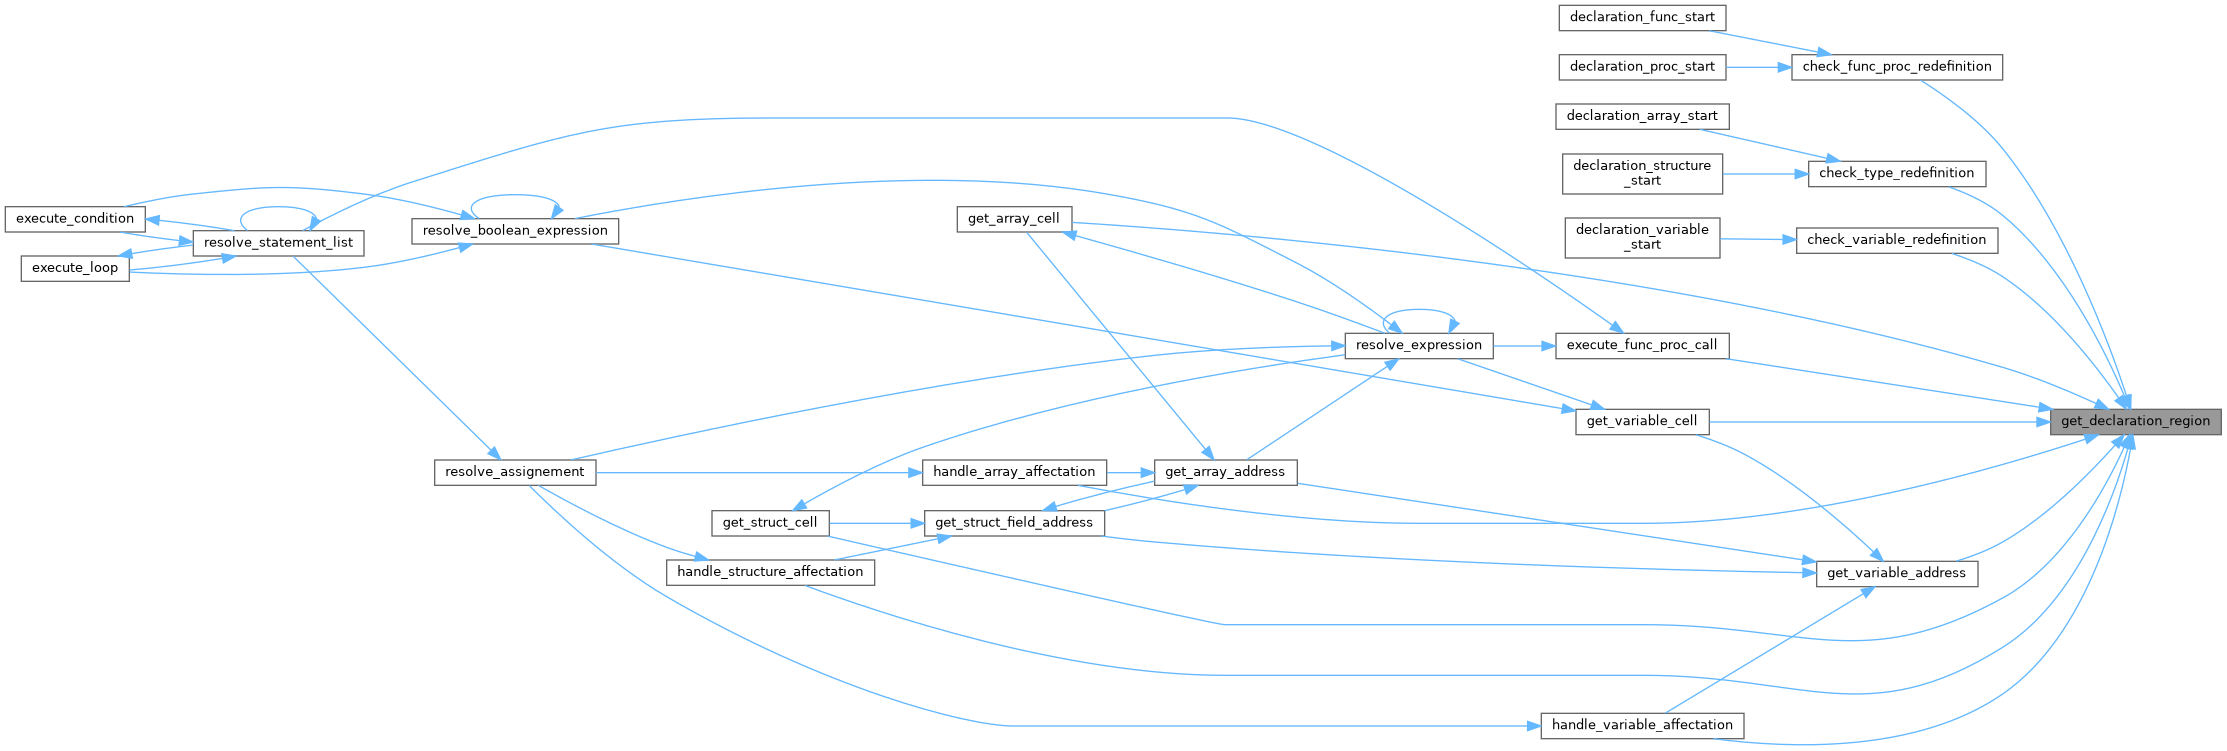 declaration_func_start
declaration_proc_start
check_func_proc_redefinition
declaration_array_start
declaration_structure
_start
check_type_redefinition
declaration_variable
_start
check_variable_redefinition
execute_condition
resolve_statement_list
execute_loop
resolve_boolean_expression
get_array_cell
resolve_expression
execute_func_proc_call
get_variable_cell
get_declaration_region
resolve_assignement
handle_array_affectation
get_array_address
get_struct_cell
get_struct_field_address
handle_structure_affectation
get_variable_address
handle_variable_affectation